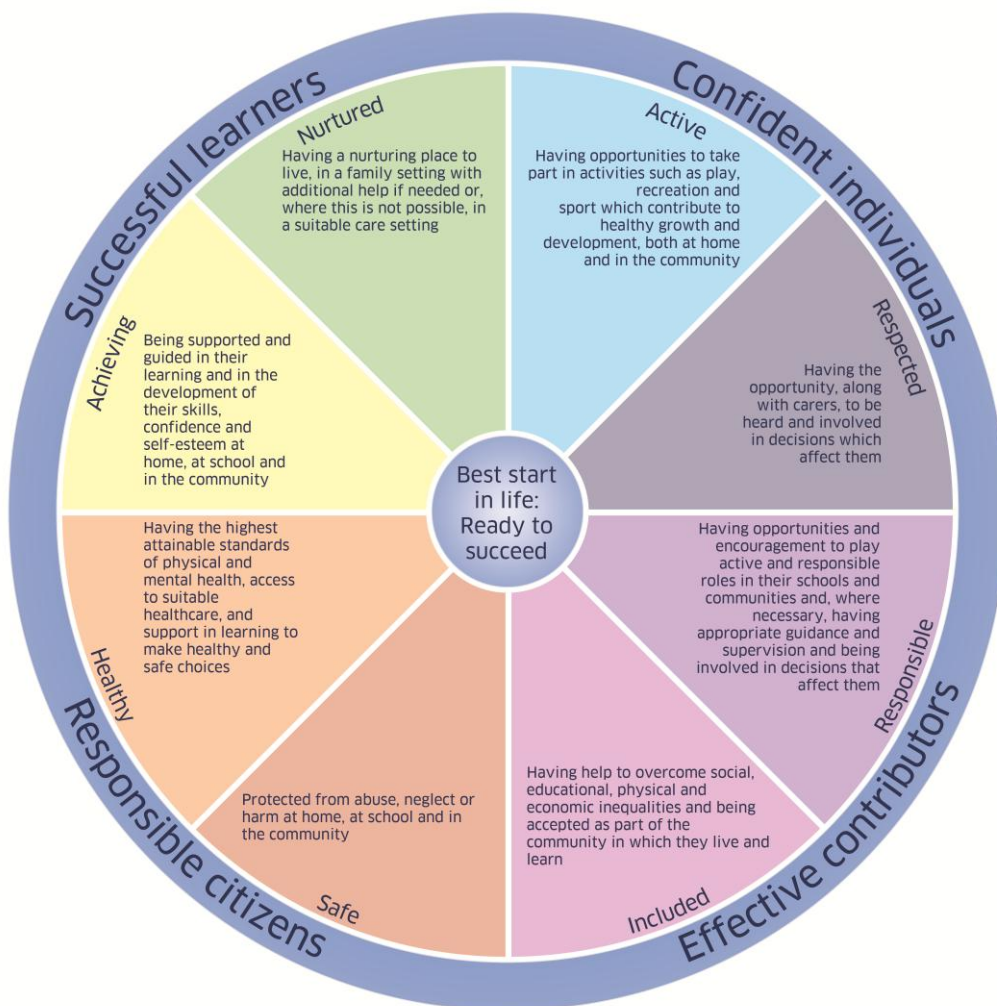 Successful learners
Confident individuals
Nurtured
Having a nurturing place to
live, in a family setting with
additional help if needed or,
where this is not possible, in
a suitable care setting
Active
Having opportunities to take
part in activities such as play,
recreation and
sport which contribute to
healthy growth and
development, both at home
and in the community
Achieving
Being supported and
guided in their
learning and in the
development of
their skills,
confidence and
self-esteem at
home, at school and
in the community
Respected
Having the
opportunity, along
with carers, to be
heard and involved
in decisions which
affect them
Best start
in life:
Ready to
succeed
Healthy
Having the highest
attainable standards
of physical and
mental health, access
to suitable
healthcare, and
support in learning to
make healthy and
safe choices
Responsible
Having opportunities and
encouragement to play
active and responsible
roles in their schools and
communities and, where
necessary, having
appropriate guidance and
supervision and being
involved in decisions that
affect them
Protected from abuse, neglect or
harm at home, at school and in
the community
Safe
Having help to overcome social,
educational, physical and
economic inequalities and being
accepted as part of the
community in which they live and
learn
Included
Responsible citizens
Effective contributors